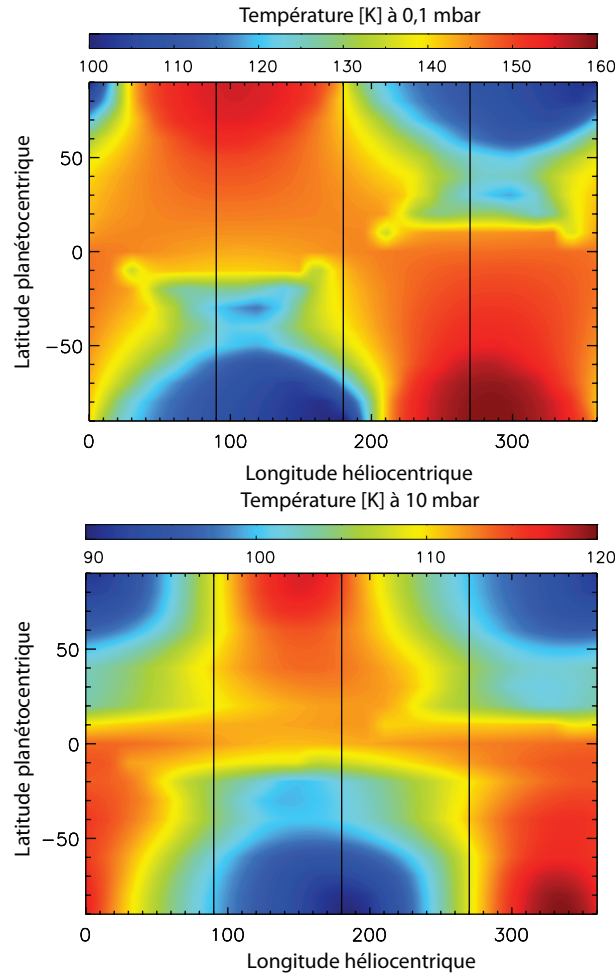 Température [K] à 0,1 mbar
100 110 120 130 140 150 160
Latitude planétocentrique
50
0
−50
0 100 200 300
Longitude héliocentrique
Température [K] à 10 mbar
90 100 110 120
Latitude planétocentrique
50
0
−50
0 100 200 300
Longitude héliocentrique